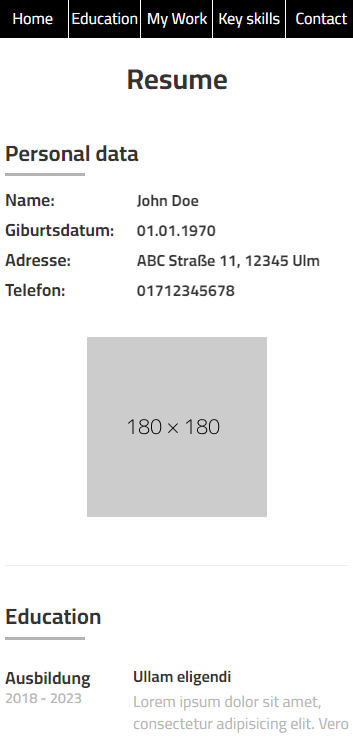 Home Education My Work Key skills Contact
Resume
Personal data
Name: John Doe
Giburtsdatum: 01.01.1970
Adresse: ABC Straße 11, 12345 Ulm
Telefon: 01712345678
180 × 180
Education
Ausbildung Ullam eligendi
2018 - 2023 Lorem ipsum dolor sit amet,
consectetur adipisicing elit. Vero